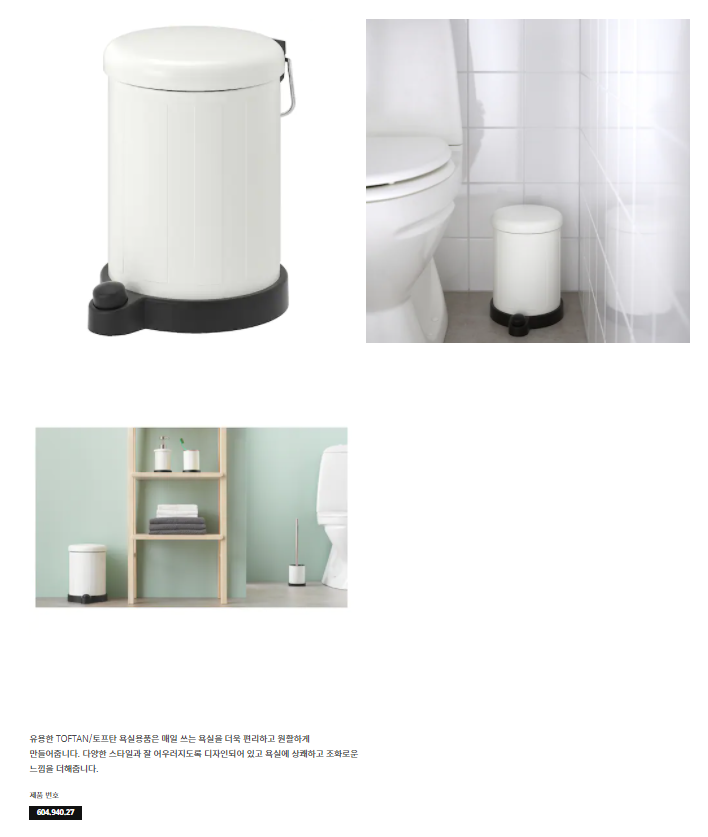 유용한 TOFTAN/토프탄 욕실용품은 매일 쓰는 욕실을 더욱 편리하고 원활하게
만들어줍니다. 다양한 스타일과 잘 어우러지도록 디자인되어 있고 욕실에 상쾌하고 조화로운
느낌을 더해줍니다.
제품 번호
604.940.27